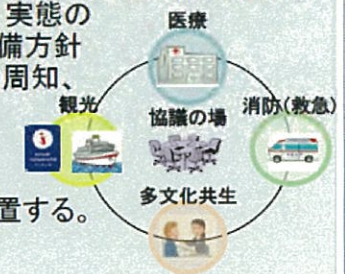 実態の
備方針
周知、
置する。
医療
観光
協議の場
消防(救急)
多文化共生